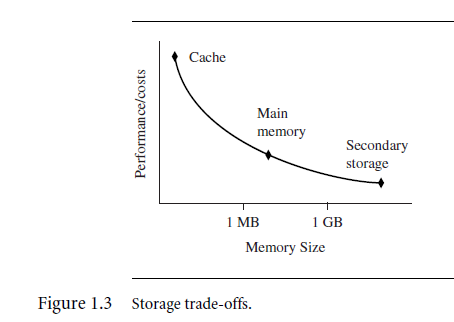 Performance/costs
Cache
Main
memory
Secondary
storage
1 MB
1 GB
Memory Size
Figure 1.3 Storage trade-offs.